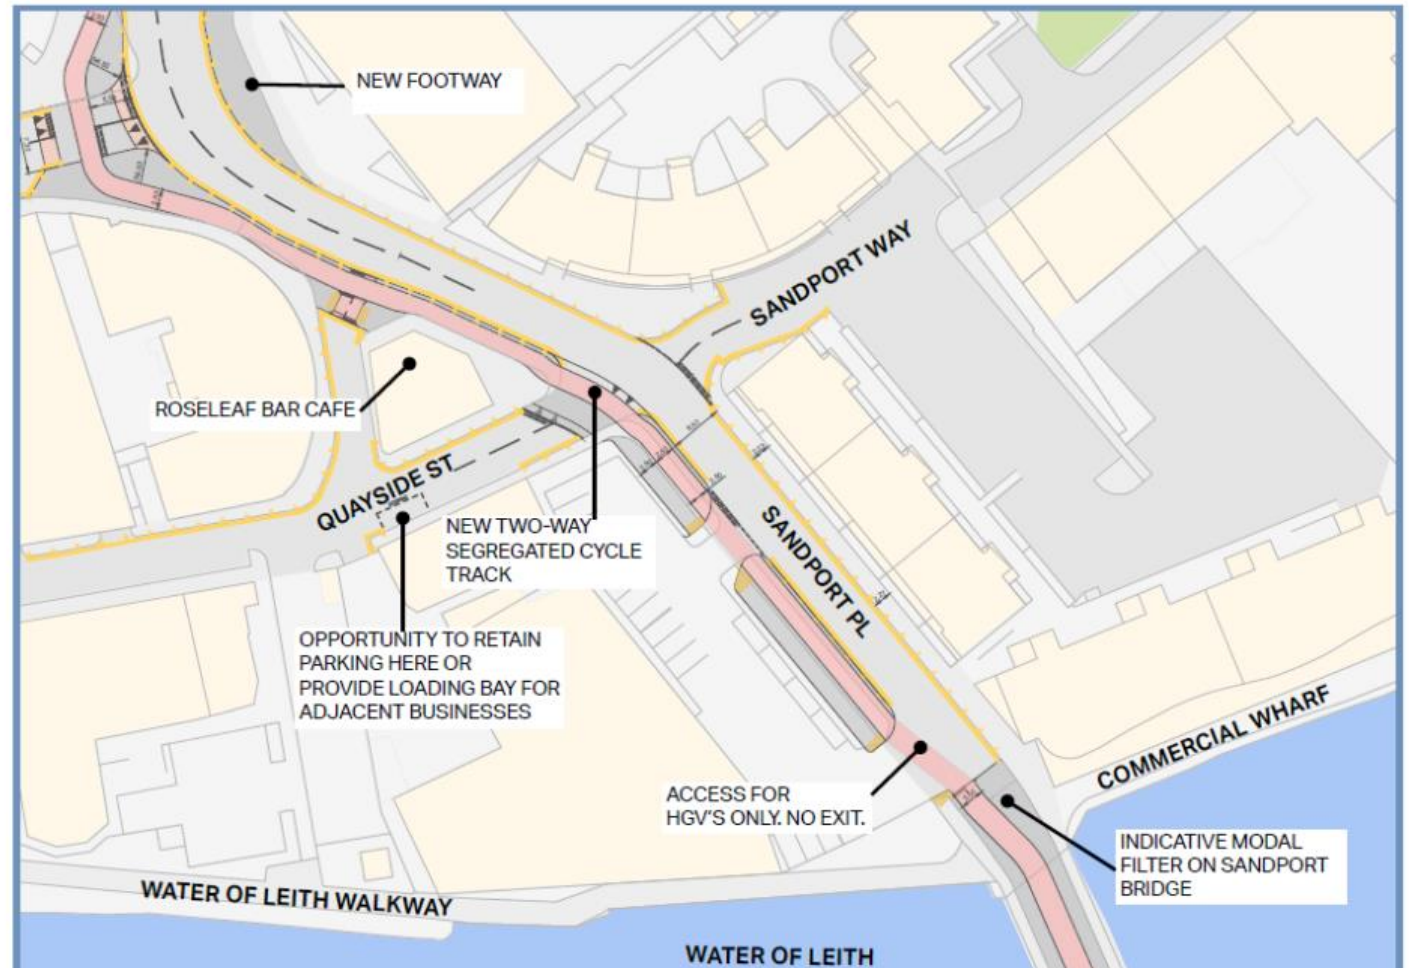 NEW FOOTWAY
SANDPORT WAY
ROSELEAF BAR CAFE
QUAYSIDE ST
NEW TWO-WAY
SEGREGATED CYCLE
TRACK
SANDPORT PL
OPPORTUNITY TO RETAIN
PARKING HERE OR
PROVIDE LOADING BAY FOR
ADJACENT BUSINESSES
COMMERCIAL WHARF
ACCESS FOR
HGV'S ONLY. NO EXIT.
INDICATIVE MODAL
FILTER ON SANDPORT
BRIDGE
WATER OF LEITH WALKWAY
WATER OF LEITH